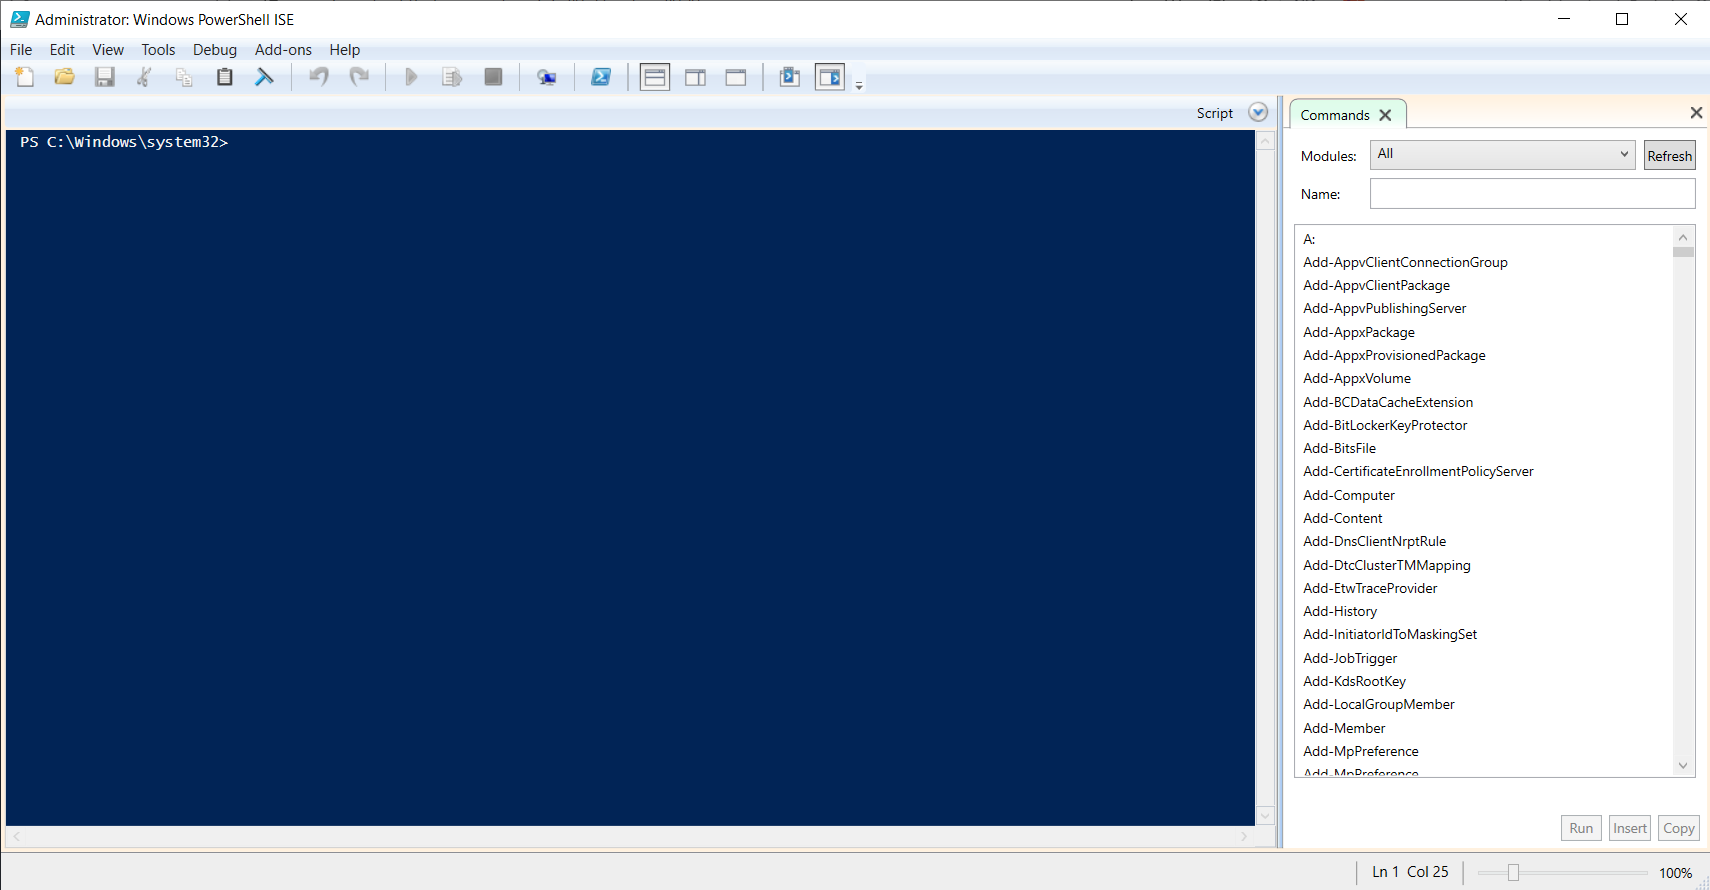 Administrator: Windows PowerShell ISE
File Edit View Tools Debug Add-ons Help
Script
PS C:\Windows\system32>
Commands
Modules: All Refresh
Name:
A:
Add-AppvClientConnectionGroup
Add-AppvClientPackage
Add-AppvPublishingServer
Add-AppxPackage
Add-AppxProvisionedPackage
Add-AppxVolume
Add-BCDataCacheExtension
Add-BitLockerKeyProtector
Add-BitsFile
Add-CertificateEnrollmentPolicyServer
Add-Computer
Add-Content
Add-DnsClientNrptRule
Add-DtcClusterTMMapping
Add-EtwTraceProvider
Add-History
Add-InitiatorIdToMaskingSet
Add-JobTrigger
Add-KdsRootKey
Add-LocalGroupMember
Add-Member
Add-MpPreference
Add-MpPreference
Run Insert Copy
Ln 1 Col 25 100%